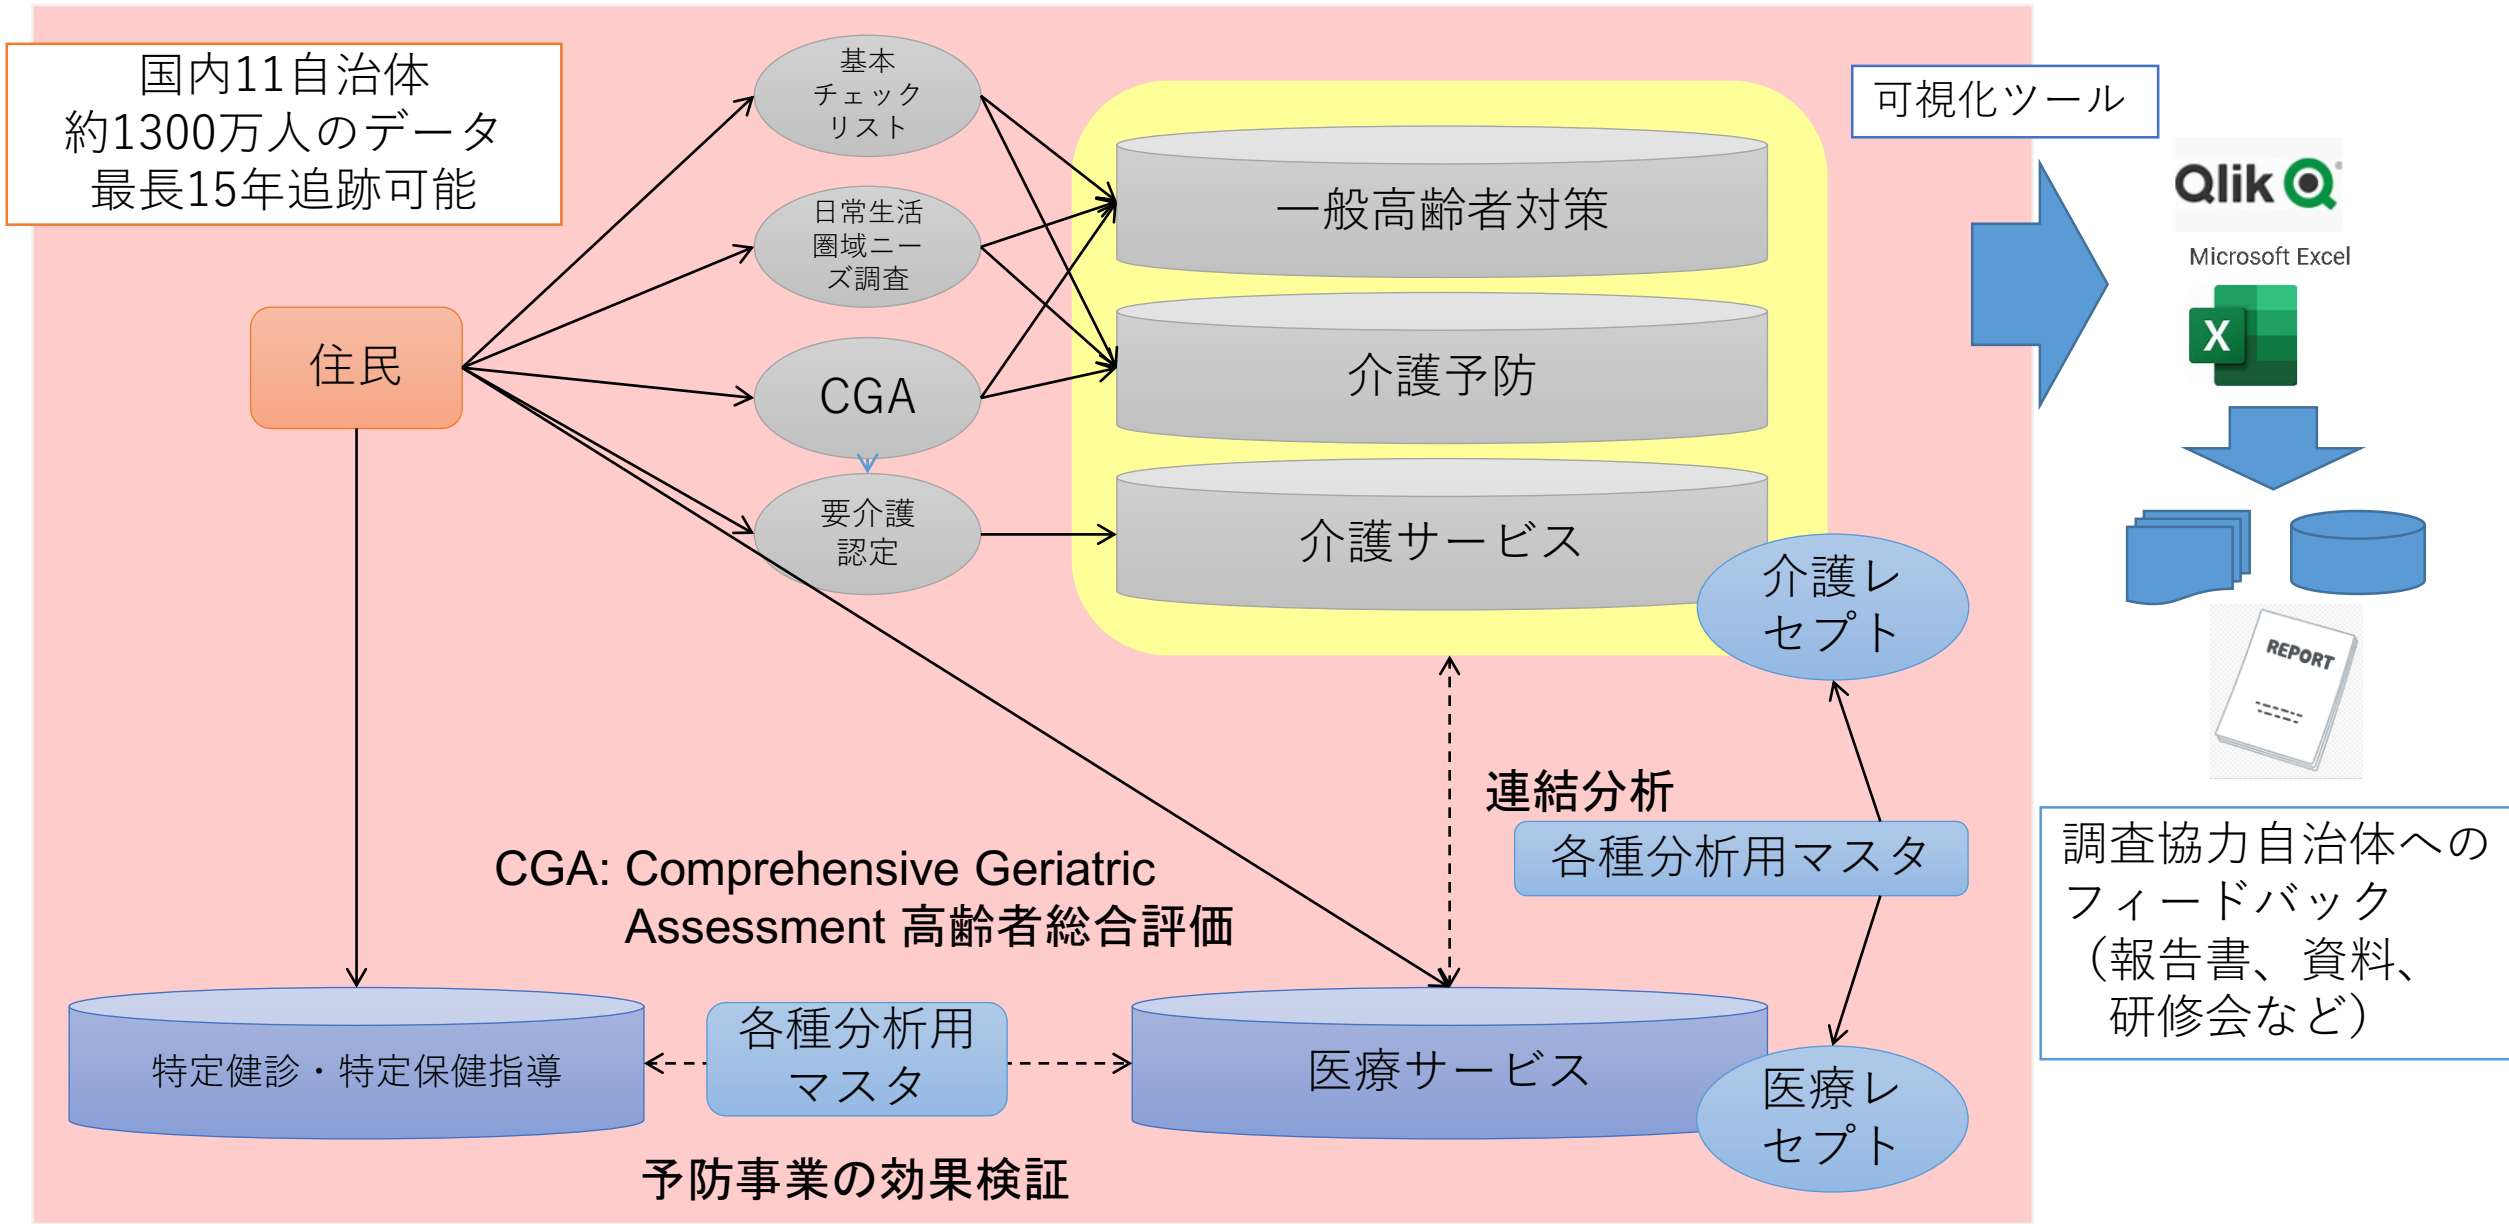 国内11自治体
約1300万人のデータ
最長15年追跡可能
基本
チェック
リスト
日常生活
圏域ニー
ズ調査
CGA
要介護
認定
住民
一般高齢者対策
介護予防
介護サービス
介護レ
セプト
可視化ツール
Qlik
Microsoft Excel
X
REPORT
連結分析
各種分析用マスタ
CGA: Comprehensive Geriatric
Assessment 高齢者総合評価
調査協力自治体への
フィードバック
（報告書、資料、
研修会など）
特定健診・特定保健指導
各種分析用
マスタ
医療サービス
医療レ
セプト
予防事業の効果検証